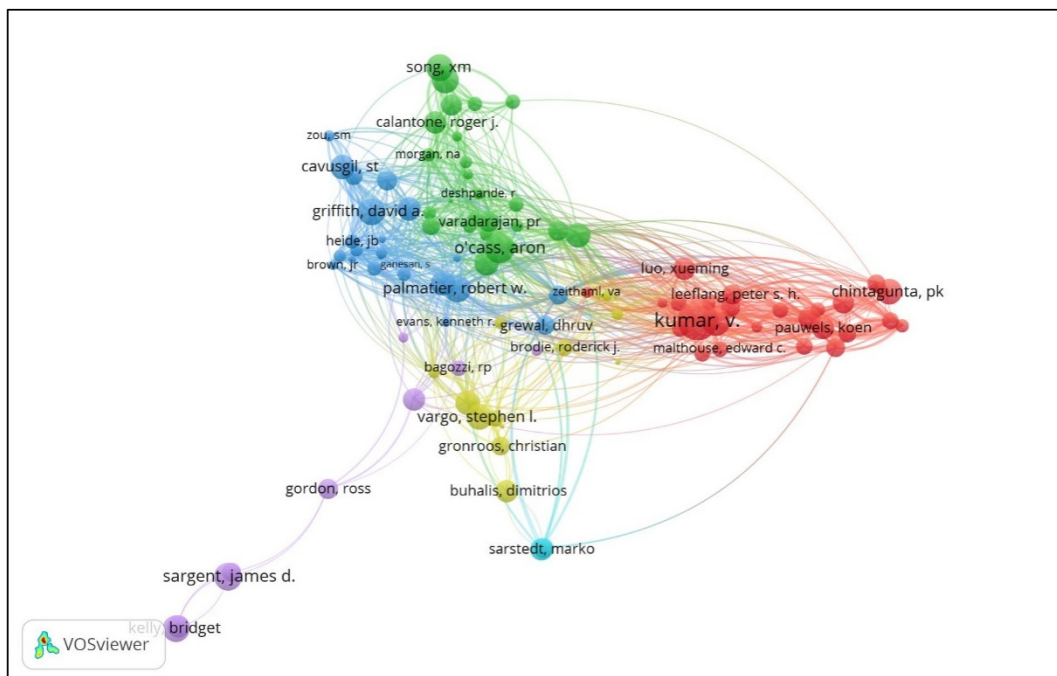 song, xm
calantone, roger j.
zou, sm
morgan, na
cavusgil, st
deshpande, r
griffith, david a.
varadarajan, pr
heide, jb
o'cass, aron
brown, jr
ganesan, s
luo, xueming
palmatier, robert w.
zeithaml, va
leeflang, peter s. h.
chintagunta, pk
evans, kenneth r.
grewal, dhruv
kumar, v.
pauwels, koen
brodie, roderick j.
malthouse, edward c.
bagozzi, rp
vargo, stephen l.
gronroos, christian
gordon, ross
buhalis, dimitrios
sarstedt, marko
sargent, james d.
kelly, bridget
VOSviewer